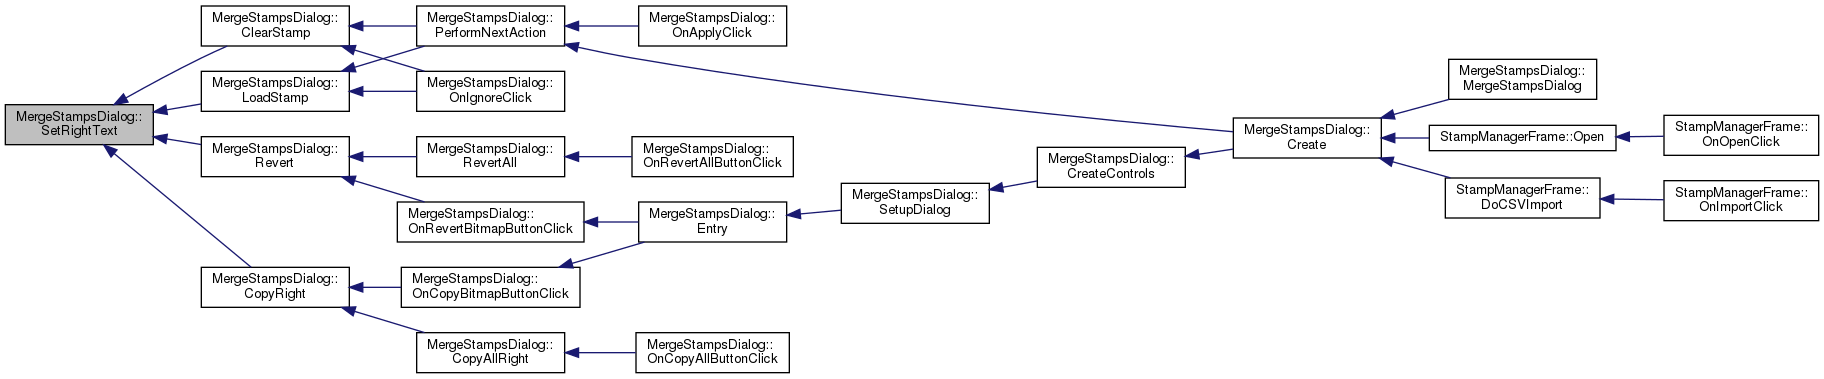 MergeStampsDialog::
SetRightText
MergeStampsDialog::
ClearStamp
MergeStampsDialog::
LoadStamp
MergeStampsDialog::
Revert
MergeStampsDialog::
CopyRight
MergeStampsDialog::
PerformNextAction
MergeStampsDialog::
OnIgnoreClick
MergeStampsDialog::
RevertAll
MergeStampsDialog::
OnRevertBitmapButtonClick
MergeStampsDialog::
OnCopyBitmapButtonClick
MergeStampsDialog::
CopyAllRight
MergeStampsDialog::
OnApplyClick
MergeStampsDialog::
OnRevertAllButtonClick
MergeStampsDialog::
Entry
MergeStampsDialog::
OnCopyAllButtonClick
MergeStampsDialog::
SetupDialog
MergeStampsDialog::
CreateControls
MergeStampsDialog::
Create
MergeStampsDialog::
MergeStampsDialog
StampManagerFrame::Open
StampManagerFrame::
DoCSVImport
StampManagerFrame::
OnOpenClick
StampManagerFrame::
OnImportClick